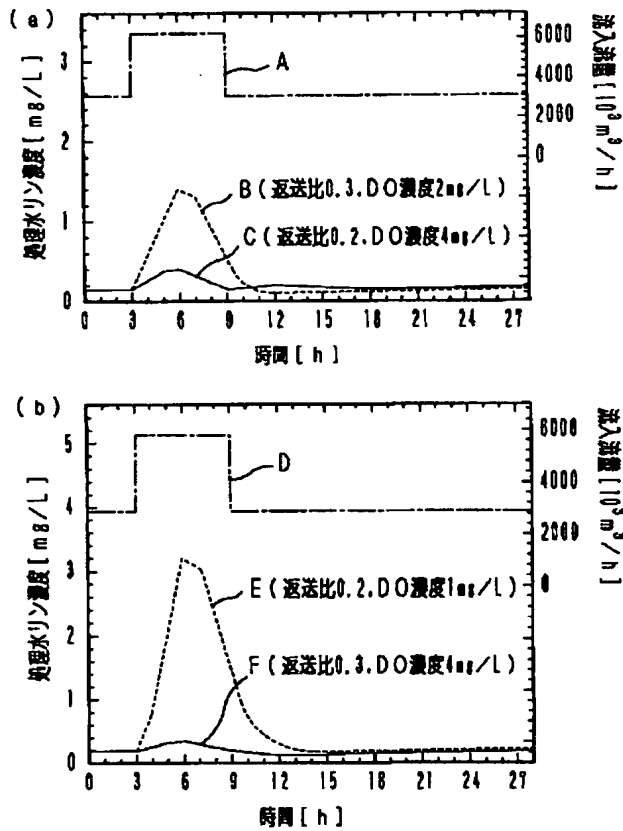 (a)
処理水リン濃度[mg/L]
3
2
1
0
A
B(返送比0.3.DO濃度2mg/L)
C(返送比0.2.DO濃度4mg/L)
6000
4000
2000
0
流入流量[10³m³/h]
0 3 6 9 12 15 18 21 24 27
時間[h]
(b)
処理水リン濃度[mg/L]
5
4
3
2
1
0
D
E(返送比0.2.DO濃度1mg/L)
F(返送比0.3.DO濃度4mg/L)
6000
4000
2000
0
流入流量[10³m³/h]
0 3 6 9 12 15 18 21 24 27
時間[h]